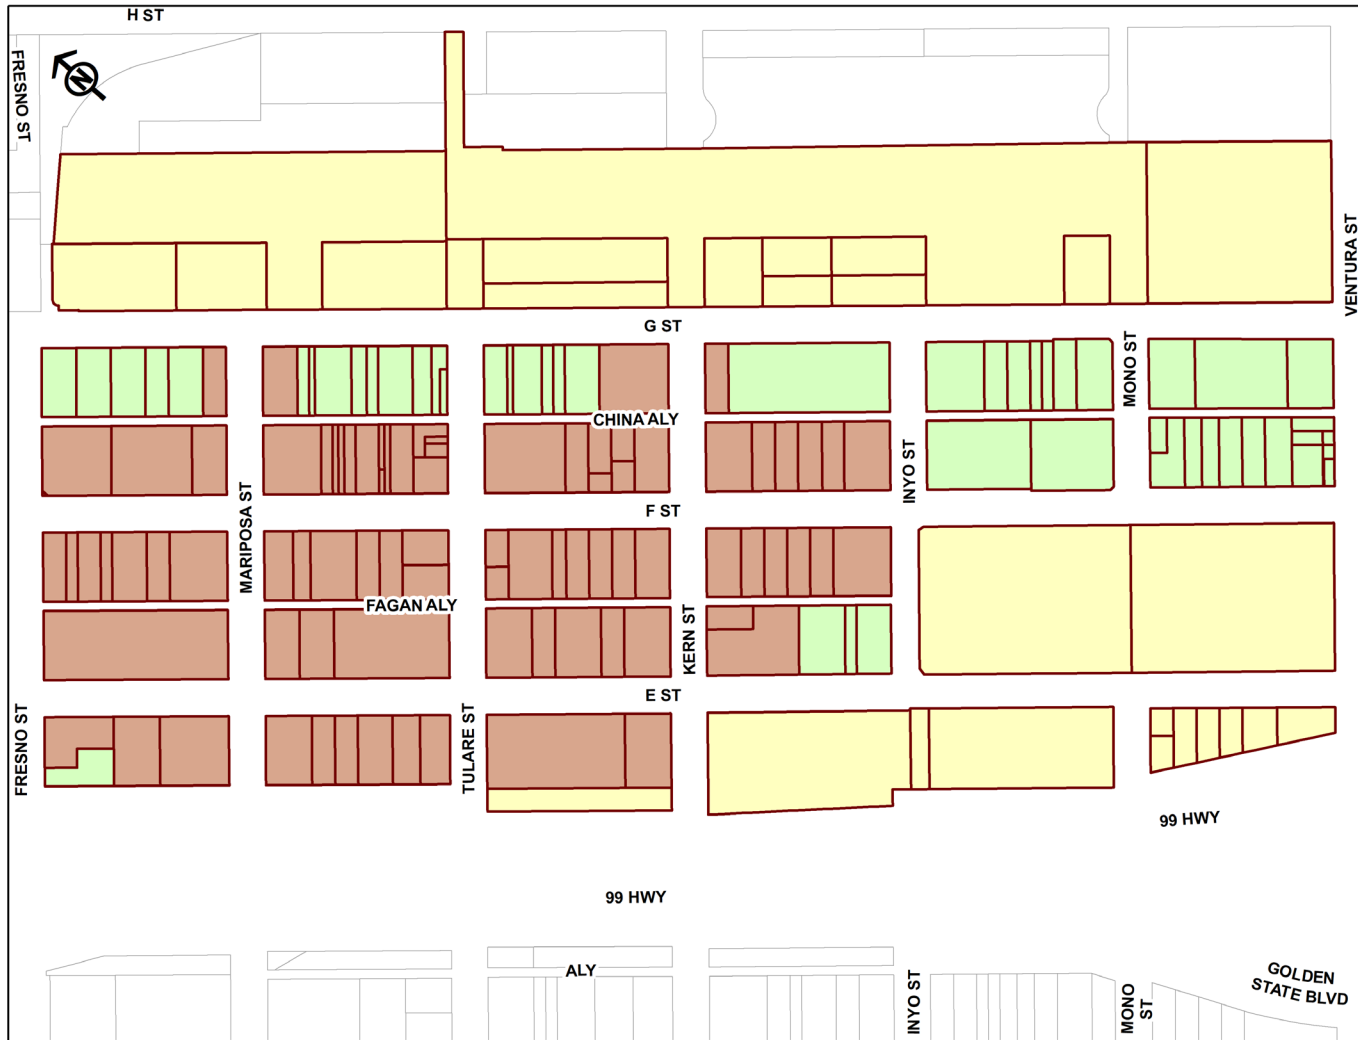 H ST
FRESNO ST
N
VENTURA ST
G ST
MONO ST
CHINA ALY
INYO ST
MARIPOSA ST
F ST
FAGAN ALY
KERN ST
E ST
FRESNO ST
TULARE ST
99 HWY
99 HWY
ALY
INYO ST
MONO
ST
GOLDEN
STATE BLVD